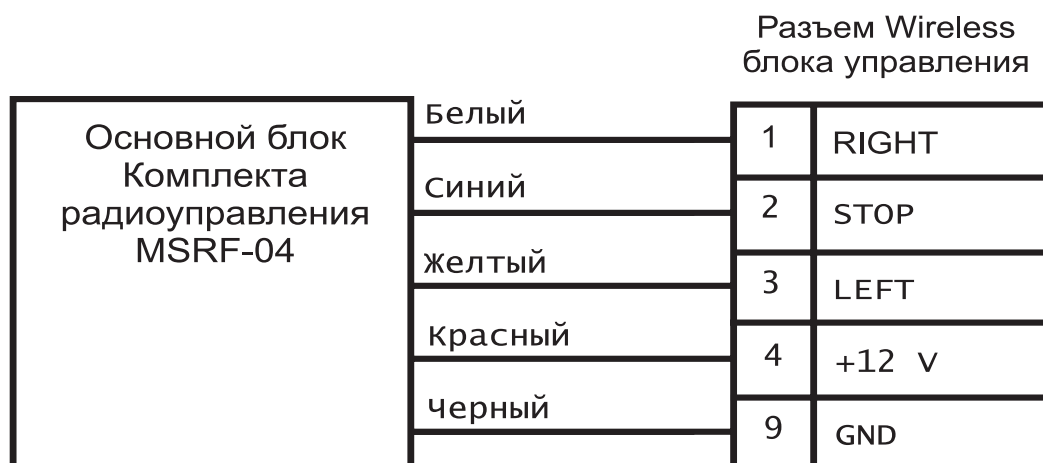 Разъем Wireless
блока управления
Основной блок
Комплекта
радиоуправления
MSRF-04
Белый
1 RIGHT
Синий
2 STOP
Желтый
3 LEFT
Красный
4 +12 V
Черный
9 GND